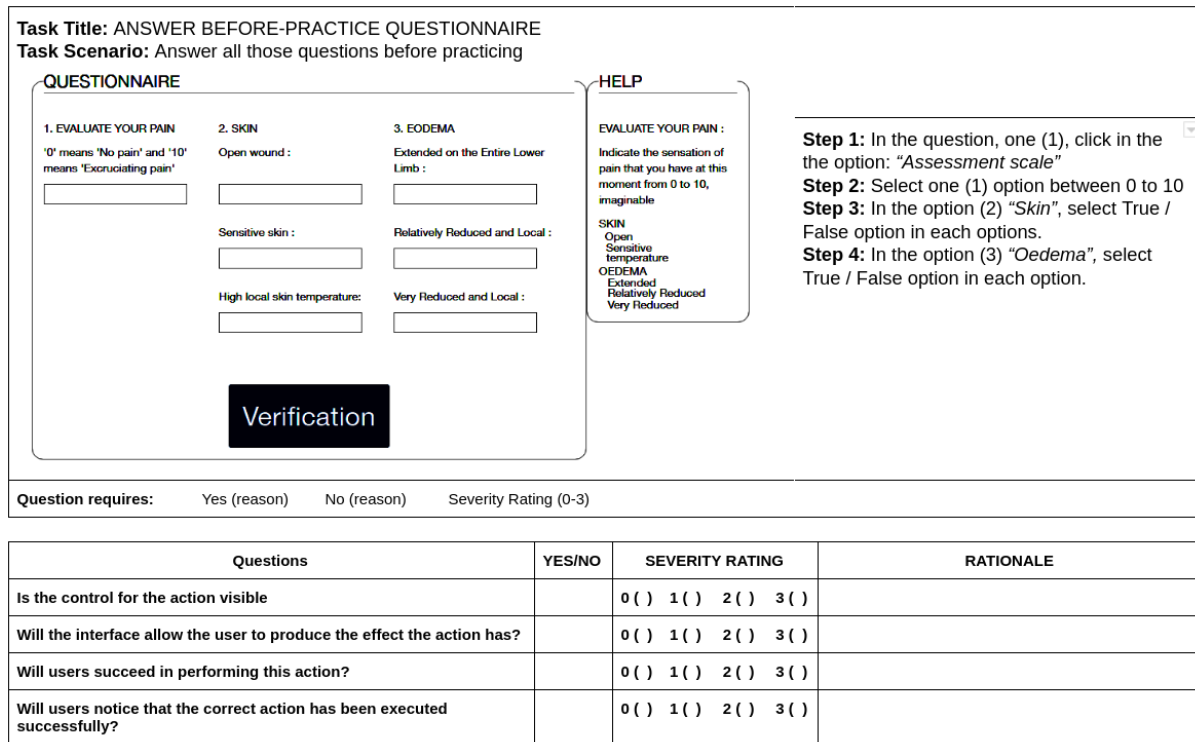 Task Title: ANSWER BEFORE-PRACTICE QUESTIONNAIRE
Task Scenario: Answer all those questions before practicing
QUESTIONNAIRE
1. EVALUATE YOUR PAIN
'0' means 'No pain' and '10'
means 'Excruciating pain'
2. SKIN
Open wound :
Sensitive skin :
High local skin temperature:
3. EODEMA
Extended on the Entire Lower
Limb :
Relatively Reduced and Local :
Very Reduced and Local :
Verification
HELP
EVALUATE YOUR PAIN :
Indicate the sensation of
pain that you have at this
moment from 0 to 10,
imaginable
SKIN
Open
Sensitive
temperature
OEDEMA
Extended
Relatively Reduced
Very Reduced
Step 1: In the question, one (1), click in the
the option: “Assessment scale”
Step 2: Select one (1) option between 0 to 10
Step 3: In the option (2) “Skin”, select True /
False option in each options.
Step 4: In the option (3) “Oedema”, select
True / False option in each option.
Question requires: Yes (reason) No (reason) Severity Rating (0-3)
Questions YES/NO SEVERITY RATING RATIONALE
Is the control for the action visible 0 ( ) 1 ( ) 2 ( ) 3 ( )
Will the interface allow the user to produce the effect the action has? 0 ( ) 1 ( ) 2 ( ) 3 ( )
Will users succeed in performing this action? 0 ( ) 1 ( ) 2 ( ) 3 ( )
Will users notice that the correct action has been executed 0 ( ) 1 ( ) 2 ( ) 3 ( )
successfully?